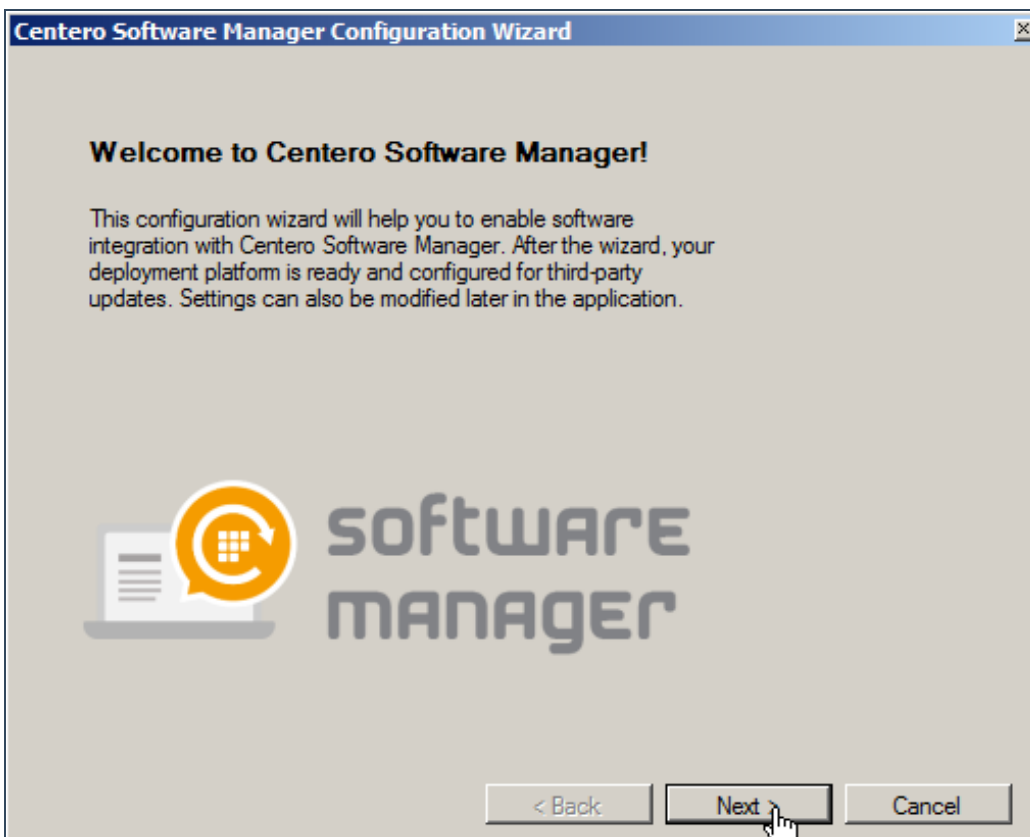 Centero Software Manager Configuration Wizard
Welcome to Centero Software Manager!
This configuration wizard will help you to enable software
integration with Centero Software Manager. After the wizard, your
deployment platform is ready and configured for third-party
updates. Settings can also be modified later in the application.
software
manager
< Back
Next >
Cancel